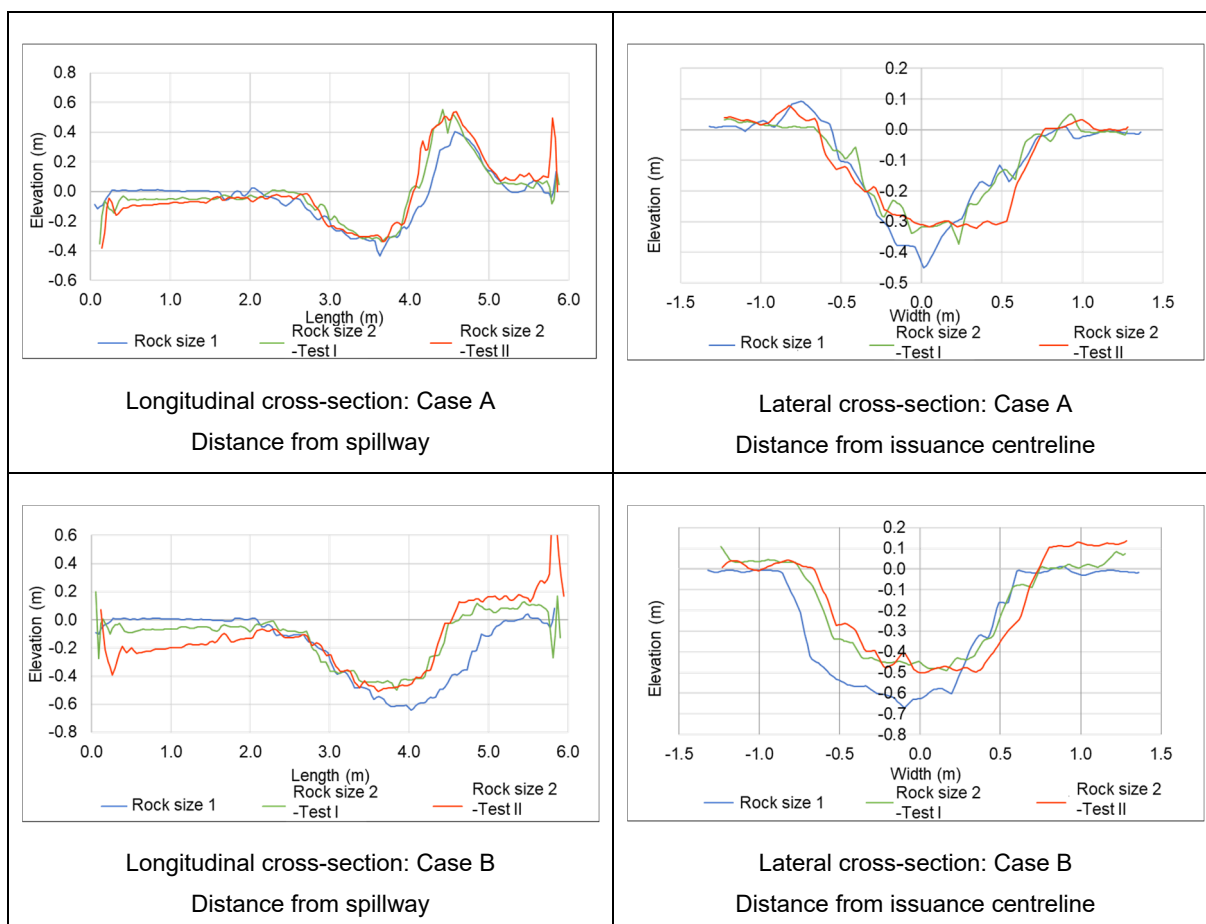 0.8
0.6
0.4
0.2
0.0
-0.2
-0.4
-0.6
Elevation (m)
0.0 1.0 2.0 3.0 4.0 5.0 6.0
Length (m)
Rock size 1
Rock size 2
-Test I
Rock size 2
-Test II
Longitudinal cross-section: Case A
Distance from spillway
0.2
0.1
0.0
-0.1
-0.2
-0.3
-0.4
-0.5
Elevation (m)
-1.5 -1.0 -0.5 0.0 0.5 1.0 1.5
Width (m)
Rock size 1
Rock size 2
-Test I
Rock size 2
-Test II
Lateral cross-section: Case A
Distance from issuance centreline
0.6
0.4
0.2
0.0
-0.2
-0.4
-0.6
-0.8
Elevation (m)
0.0 1.0 2.0 3.0 4.0 5.0 6.0
Length (m)
Rock size 1
Rock size 2
-Test I
Rock size 2
-Test II
Longitudinal cross-section: Case B
Distance from spillway
0.2
0.1
0.0
-0.1
-0.2
-0.3
-0.4
-0.5
-0.6
-0.7
-0.8
Elevation (m)
-1.5 -1.0 -0.5 0.0 0.5 1.0 1.5
Width (m)
Rock size 1
Rock size 2
-Test I
Rock size 2
-Test II
Lateral cross-section: Case B
Distance from issuance centreline